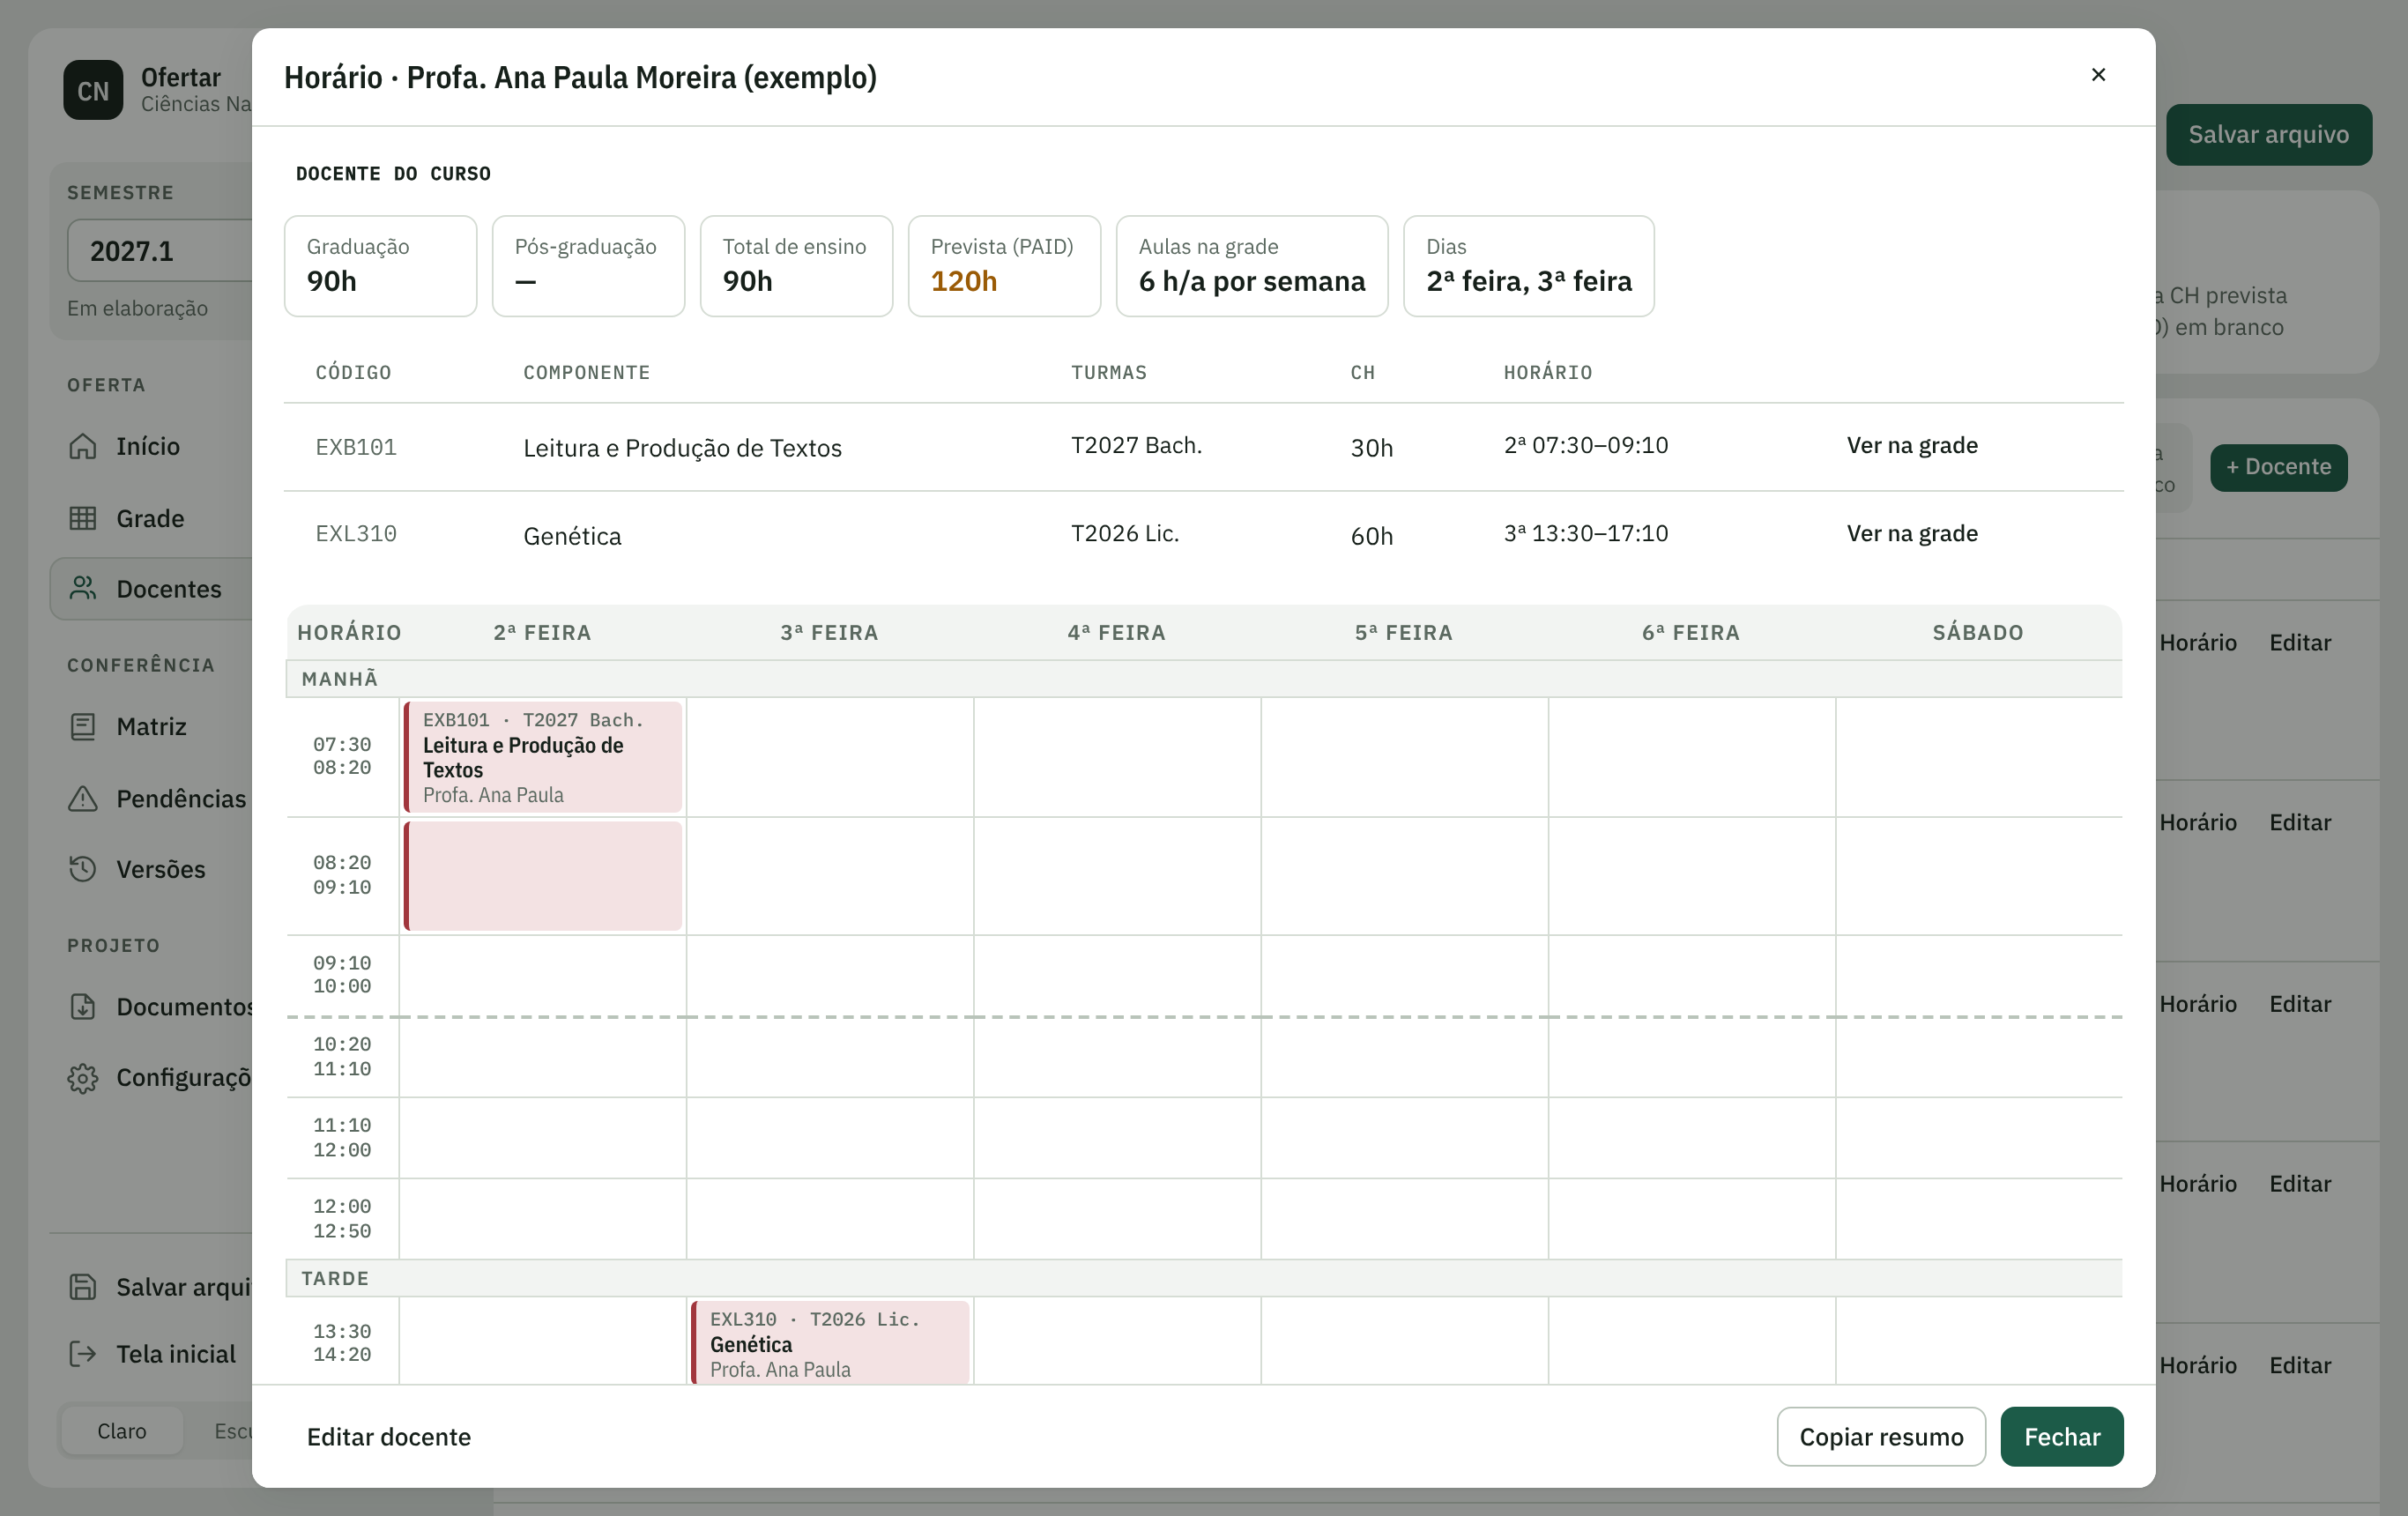 CN
Ofertar
Ciências Na
SEMESTRE
2027.1
Em elaboração
OFERTA
Início
Grade
Docentes
CONFERÊNCIA
Matriz
Pendências
Versões
PROJETO
Documentos
Configuraçõ
Salvar arqui
Tela inicial
Claro
Escu
Horário · Profa. Ana Paula Moreira (exemplo)
×
DOCENTE DO CURSO
Graduação
90h
Pós-graduação
—
Total de ensino
90h
Prevista (PAID)
120h
Aulas na grade
6 h/a por semana
Dias
2ª feira, 3ª feira
CÓDIGO COMPONENTE TURMAS CH HORÁRIO
EXB101 Leitura e Produção de Textos T2027 Bach. 30h 2ª 07:30–09:10 Ver na grade
EXL310 Genética T2026 Lic. 60h 3ª 13:30–17:10 Ver na grade
HORÁRIO 2ª FEIRA 3ª FEIRA 4ª FEIRA 5ª FEIRA 6ª FEIRA SÁBADO
MANHÃ
07:30
08:20
EXB101 · T2027 Bach.
Leitura e Produção de
Textos
Profa. Ana Paula
08:20
09:10
09:10
10:00
10:20
11:10
11:10
12:00
12:00
12:50
TARDE
13:30
14:20
EXL310 · T2026 Lic.
Genética
Profa. Ana Paula
Editar docente
Copiar resumo
Fechar
Salvar arquivo
a CH prevista
) em branco
a
co
+ Docente
Horário Editar
Horário Editar
Horário Editar
Horário Editar
Horário Editar